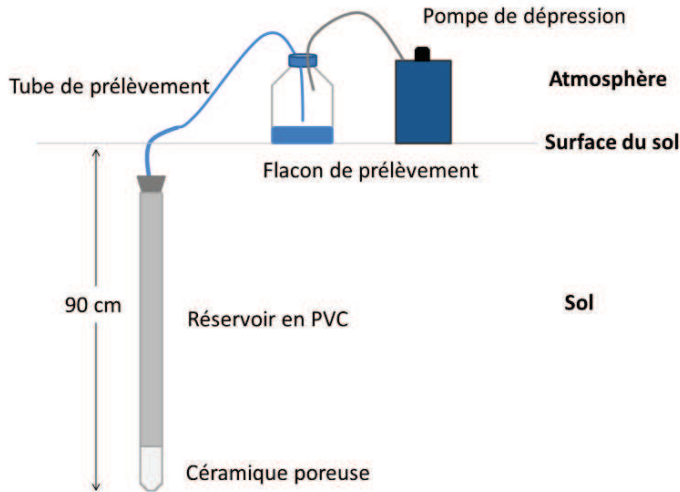 Pompe de dépression
Tube de prélèvement
Atmosphère
Surface du sol
Flacon de prélèvement
90 cm
Réservoir en PVC
Sol
Céramique poreuse